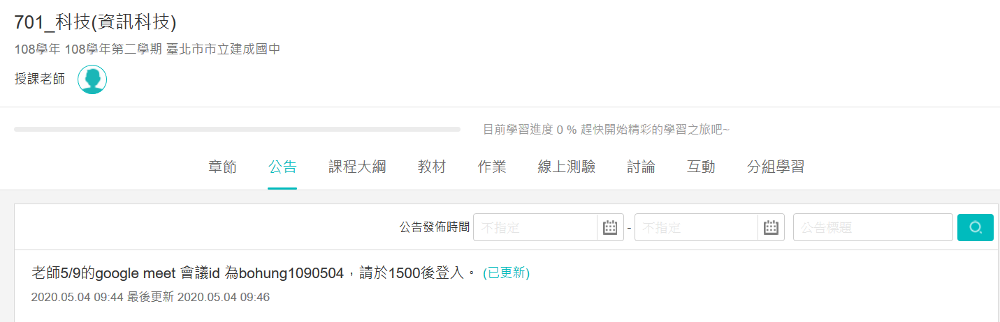 701_科技(資訊科技)
108學年 108學年第二學期 臺北市市立建成國中
授課老師
目前學習進度 0 % 趕快開始精彩的學習之旅吧~
章節 公告 課程大綱 教材 作業 線上測驗 討論 互動 分組學習
公告發佈時間 不指定 - 不指定 公告標題
老師5/9的google meet 會議id 為bohung1090504，請於1500後登入。 (已更新)
2020.05.04 09:44 最後更新 2020.05.04 09:46